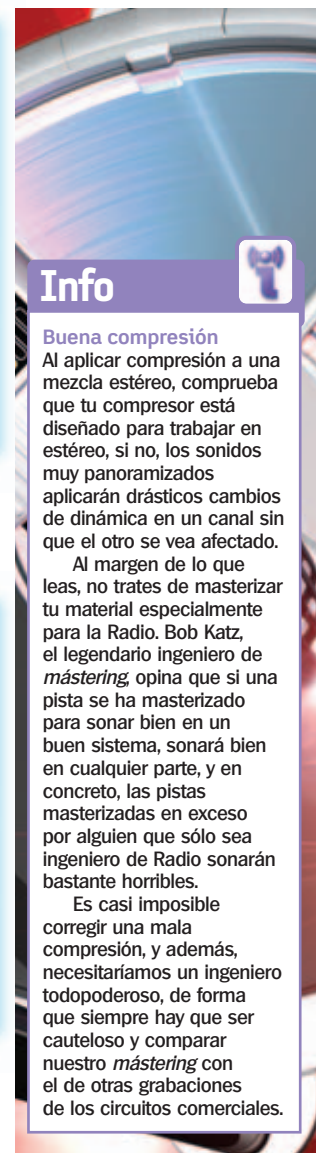 Info
Buena compresión
Al aplicar compresión a una
mezcla estéreo, comprueba
que tu compresor está
diseñado para trabajar en
estéreo, si no, los sonidos
muy panoramizados
aplicarán drásticos cambios
de dinámica en un canal sin
que el otro se vea afectado.
Al margen de lo que
leas, no trates de masterizar
tu material especialmente
para la Radio. Bob Katz,
el legendario ingeniero de
mástering, opina que si una
pista se ha masterizado
para sonar bien en un
buen sistema, sonará bien
en cualquier parte, y en
concreto, las pistas
masterizadas en exceso
por alguien que sólo sea
ingeniero de Radio sonarán
bastante horribles.
Es casi imposible
corregir una mala
compresión, y además,
necesitaríamos un ingeniero
todopoderoso, de forma
que siempre hay que ser
cauteloso y comparar
nuestro mástering con
el de otras grabaciones
de los circuitos comerciales.